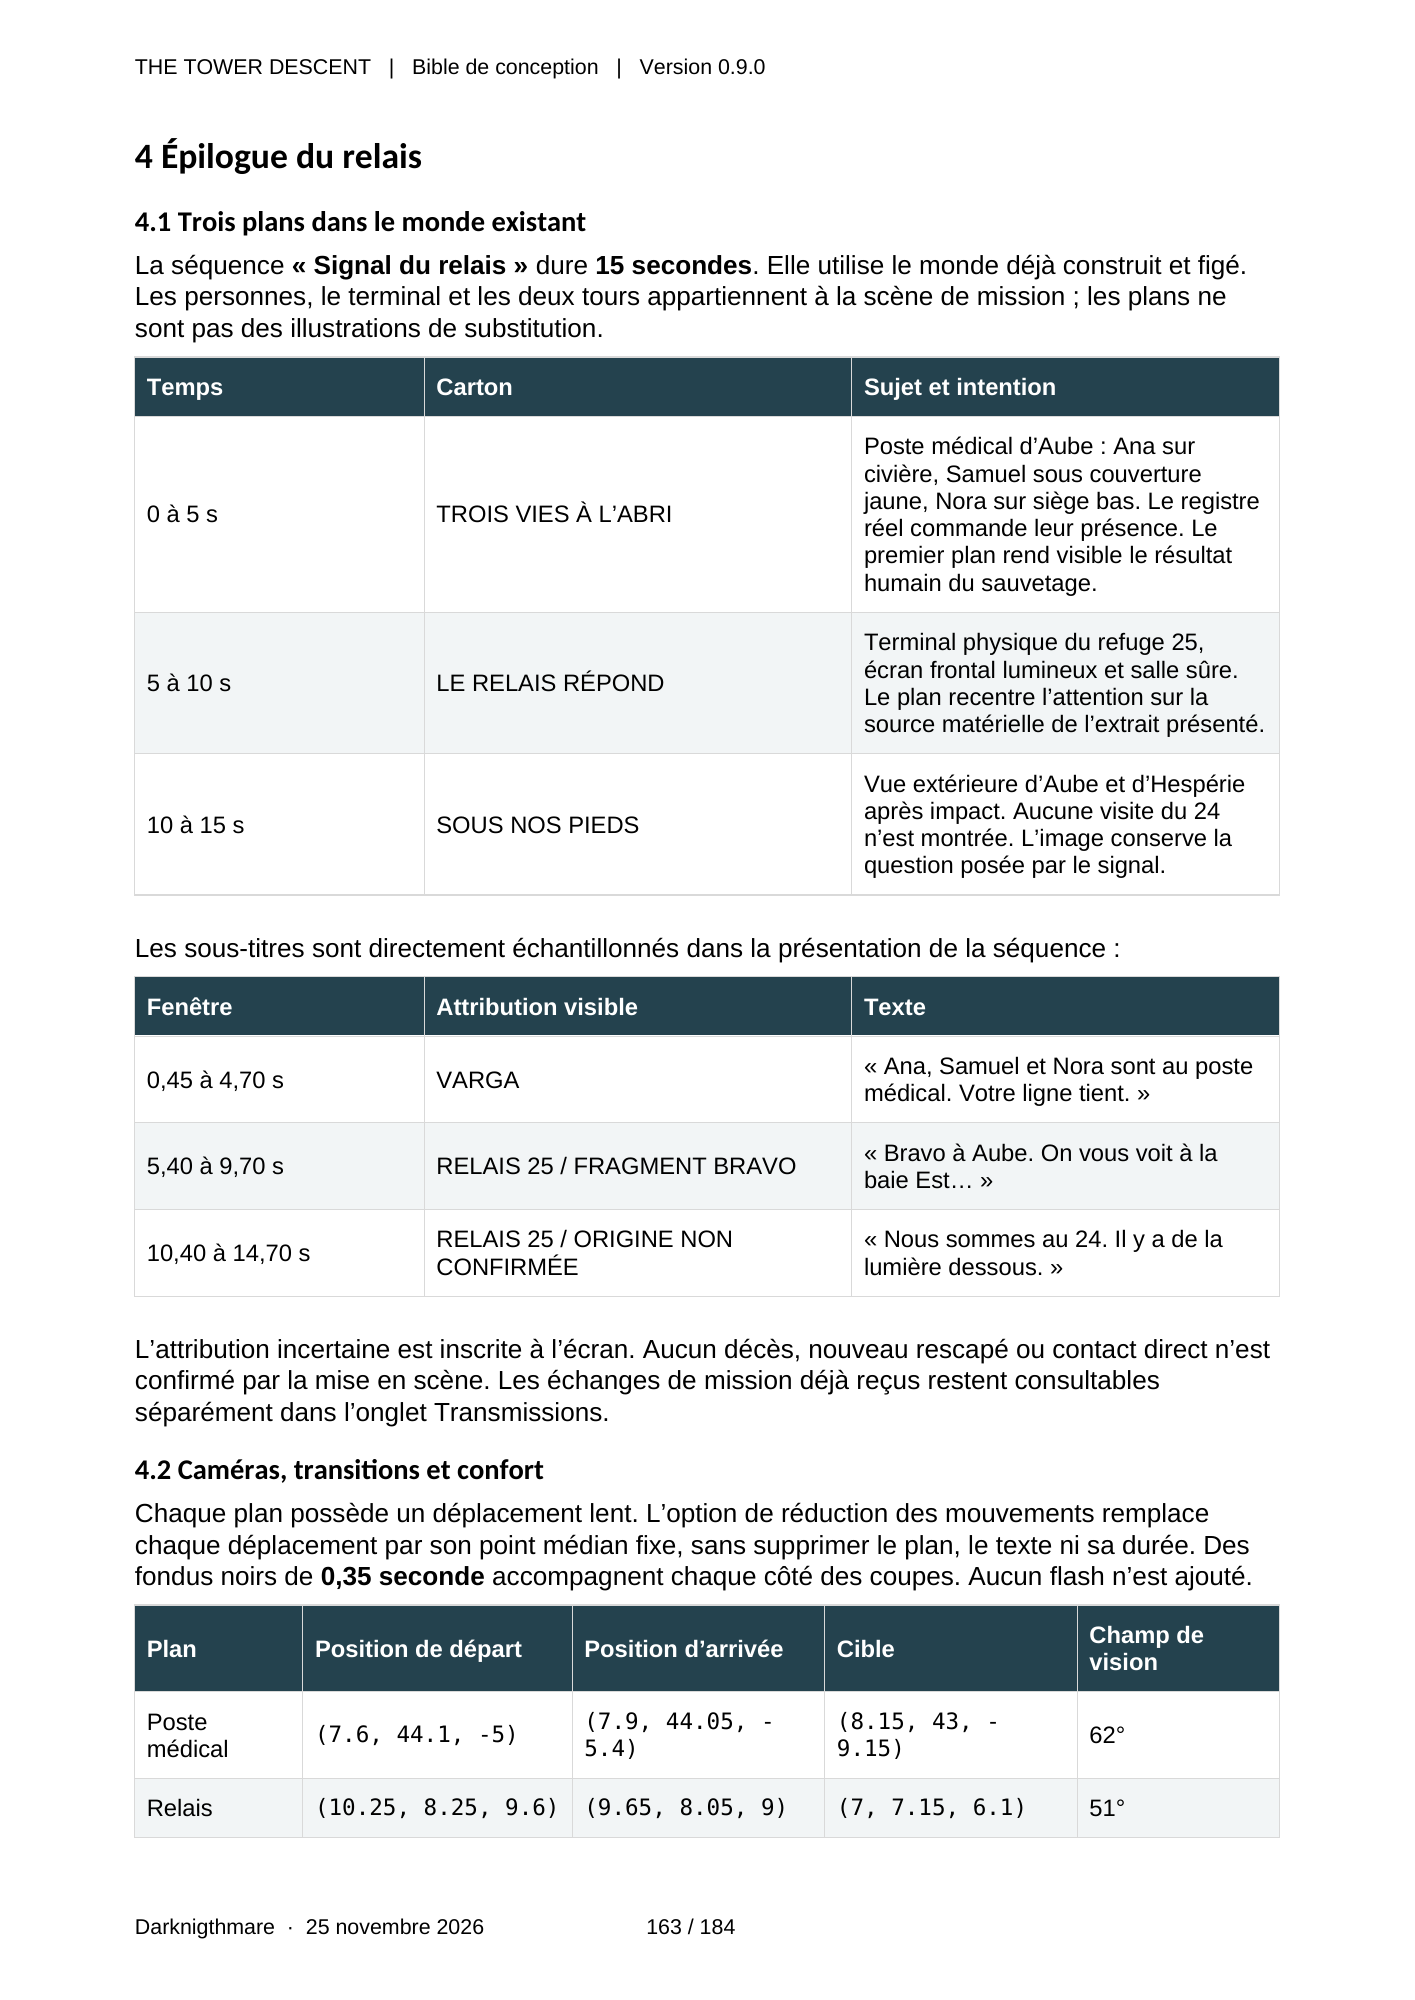 THE TOWER DESCENT | Bible de conception | Version 0.9.0
4 Épilogue du relais
4.1 Trois plans dans le monde existant
La séquence « Signal du relais » dure 15 secondes. Elle utilise le monde déjà construit et figé.
Les personnes, le terminal et les deux tours appartiennent à la scène de mission ; les plans ne
sont pas des illustrations de substitution.
Temps
Carton
Sujet et intention
0 à 5 s
TROIS VIES À L’ABRI
Poste médical d’Aube : Ana sur
civière, Samuel sous couverture
jaune, Nora sur siège bas. Le registre
réel commande leur présence. Le
premier plan rend visible le résultat
humain du sauvetage.
5 à 10 s
LE RELAIS RÉPOND
Terminal physique du refuge 25,
écran frontal lumineux et salle sûre.
Le plan recentre l’attention sur la
source matérielle de l’extrait présenté.
10 à 15 s
SOUS NOS PIEDS
Vue extérieure d’Aube et d’Hespérie
après impact. Aucune visite du 24
n’est montrée. L’image conserve la
question posée par le signal.
Les sous-titres sont directement échantillonnés dans la présentation de la séquence :
Fenêtre
Attribution visible
Texte
0,45 à 4,70 s
VARGA
« Ana, Samuel et Nora sont au poste
médical. Votre ligne tient. »
5,40 à 9,70 s
RELAIS 25 / FRAGMENT BRAVO
« Bravo à Aube. On vous voit à la
baie Est… »
10,40 à 14,70 s
RELAIS 25 / ORIGINE NON
CONFIRMÉE
« Nous sommes au 24. Il y a de la
lumière dessous. »
L’attribution incertaine est inscrite à l’écran. Aucun décès, nouveau rescapé ou contact direct n’est
confirmé par la mise en scène. Les échanges de mission déjà reçus restent consultables
séparément dans l’onglet Transmissions.
4.2 Caméras, transitions et confort
Chaque plan possède un déplacement lent. L’option de réduction des mouvements remplace
chaque déplacement par son point médian fixe, sans supprimer le plan, le texte ni sa durée. Des
fondus noirs de 0,35 seconde accompagnent chaque côté des coupes. Aucun flash n’est ajouté.
Plan
Position de départ
Position d’arrivée
Cible
Champ de
vision
Poste
médical
(7.6, 44.1, -5)
(7.9, 44.05, -
5.4)
(8.15, 43, -
9.15)
62°
Relais
(10.25, 8.25, 9.6)
(9.65, 8.05, 9)
(7, 7.15, 6.1)
51°
Darknigthmare · 25 novembre 2026
163 / 184